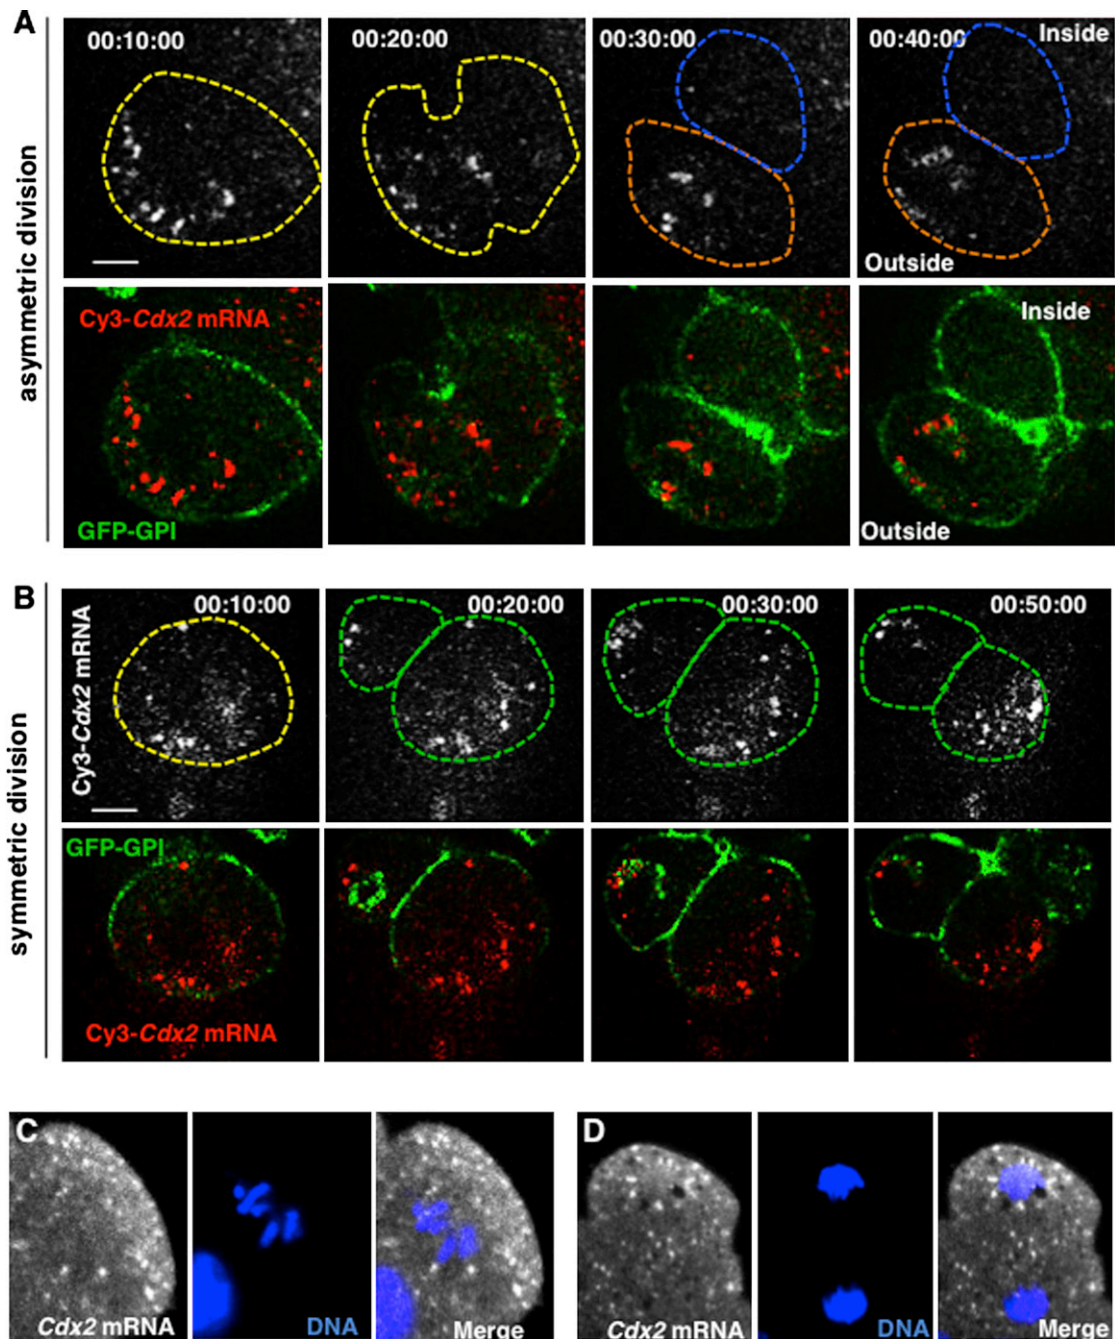 A
asymmetric division
00:10:00
00:20:00
00:30:00
00:40:00
Inside
Outside
Cy3-Cdx2 mRNA
GFP-GPI
Inside
Outside
B
symmetric division
Cy3-Cdx2 mRNA
00:10:00
00:20:00
00:30:00
00:50:00
GFP-GPI
Cy3-Cdx2 mRNA
C
Cdx2 mRNA
DNA
Merge
D
Cdx2 mRNA
DNA
Merge